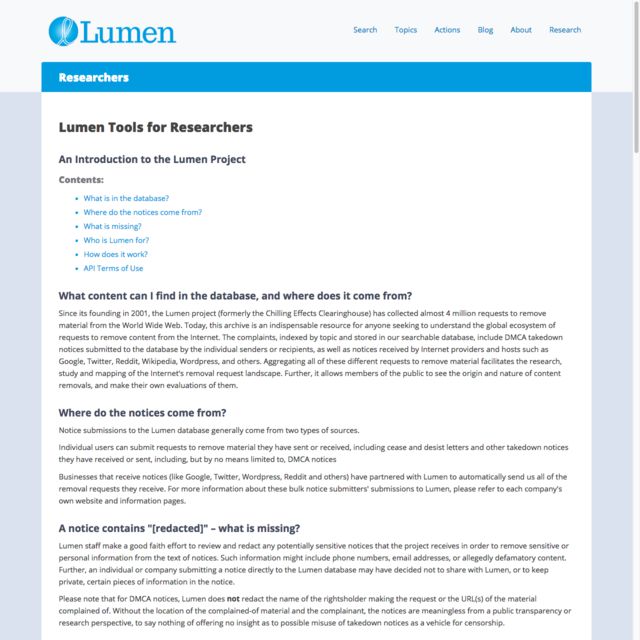 Lumen
Search Topics Actions Blog About Research
Researchers
Lumen Tools for Researchers
An Introduction to the Lumen Project
Contents:
What is in the database?
Where do the notices come from?
What is missing?
Who is Lumen for?
How does it work?
API Terms of Use
What content can I find in the database, and where does it come from?
Since its founding in 2001, the Lumen project (formerly the Chilling Effects Clearinghouse) has collected almost 4 million requests to remove
material from the World Wide Web. Today, this archive is an indispensable resource for anyone seeking to understand the global ecosystem of
requests to remove content from the Internet. The complaints, indexed by topic and stored in our searchable database, include DMCA takedown
notices submitted to the database by the individual senders or recipients, as well as notices received by Internet providers and hosts such as
Google, Twitter, Reddit, Wikipedia, Wordpress, and others. Aggregating all of these different requests to remove material facilitates the research,
study and mapping of the Internet's removal request landscape. Further, it allows members of the public to see the origin and nature of content
removals, and make their own evaluations of them.
Where do the notices come from?
Notice submissions to the Lumen database generally come from two types of sources.
Individual users can submit requests to remove material they have sent or received, including cease and desist letters and other takedown notices
they have received or sent, including, but by no means limited to, DMCA notices
Businesses that receive notices (like Google, Twitter, Wordpress, Reddit and others) have partnered with Lumen to automatically send us all of the
removal requests they receive. For more information about these bulk notice submitters' submissions to Lumen, please refer to each company's
own website and information pages.
A notice contains "[redacted]" – what is missing?
Lumen staff make a good faith effort to review and redact any potentially sensitive notices that the project receives in order to remove sensitive or
personal information from the text of notices. Such information might include phone numbers, email addresses, or allegedly defamatory content.
Further, an individual or company submitting a notice directly to the Lumen database may have decided not to share with Lumen, or to keep
private, certain pieces of information in the notice.
Please note that for DMCA notices, Lumen does not redact the name of the rightsholder making the request or the URL(s) of the material
complained of. Without the location of the complained-of material and the complainant, the notices are meaningless from a public transparency or
research perspective, to say nothing of offering no insight as to possible misuse of takedown notices as a vehicle for censorship.